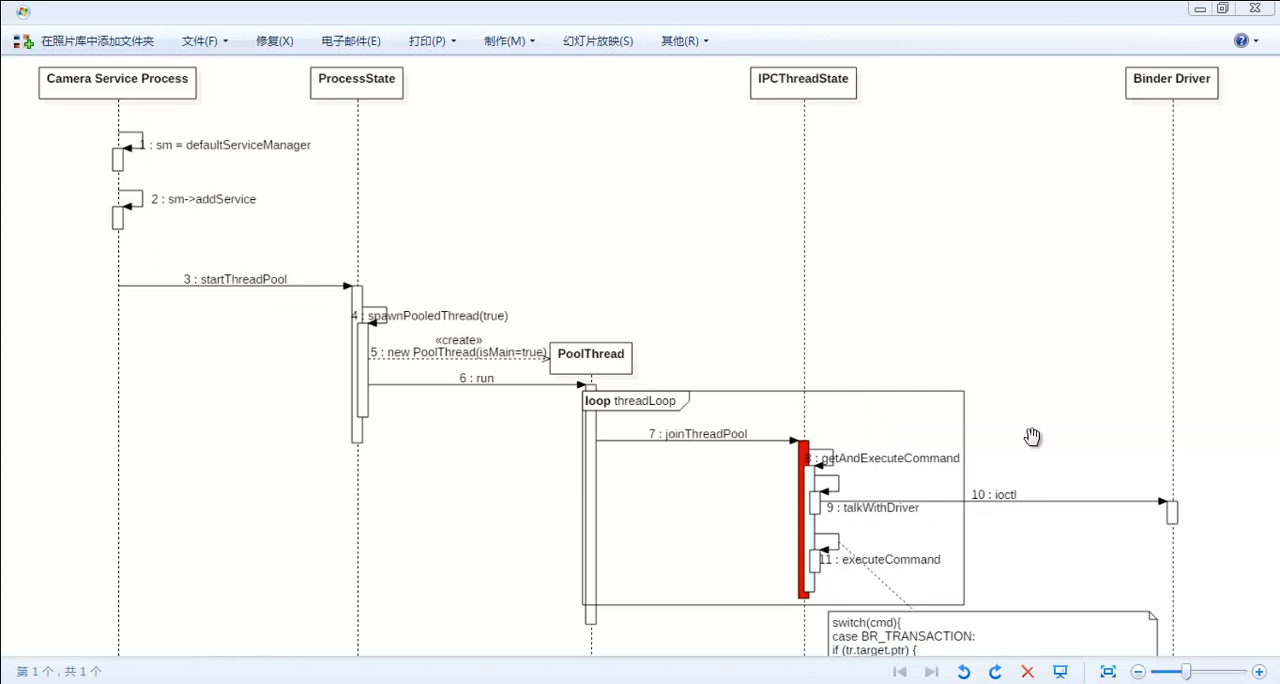 在照片库中添加文件夹 文件(F) 修复(X) 电子邮件(E) 打印(P) 制作(M) 幻灯片放映(S) 其他(R)
Camera Service Process
ProcessState
IPCThreadState
Binder Driver
1 : sm = defaultServiceManager
2 : sm->addService
3 : startThreadPool
4 : spawnPooledThread(true)
«create»
5 : new PoolThread(isMain=true)
PoolThread
6 : run
loop threadLoop
7 : joinThreadPool
8 : getAndExecuteCommand
10 : ioctl
9 : talkWithDriver
11 : executeCommand
switch(cmd){
case BR_TRANSACTION:
if (tr.target.ptr) {
第 1 个，共 1 个